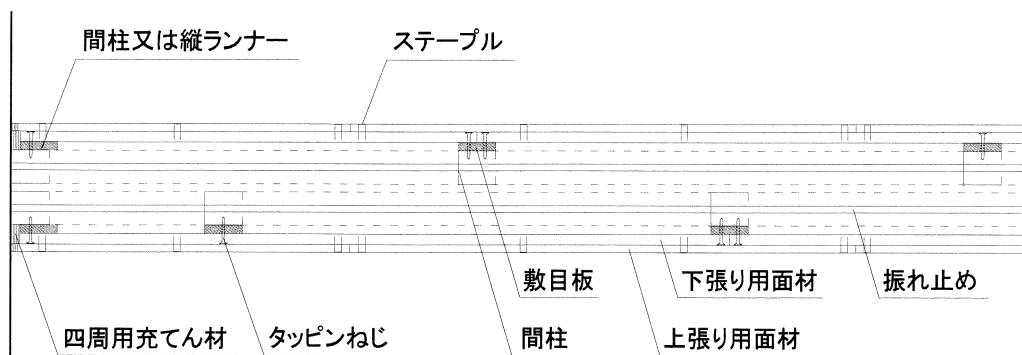 間柱又は縦ランナー
ステープル
敷目板
下張り用面材
振れ止め
四周用充てん材
タッピンねじ
間柱
上張り用面材